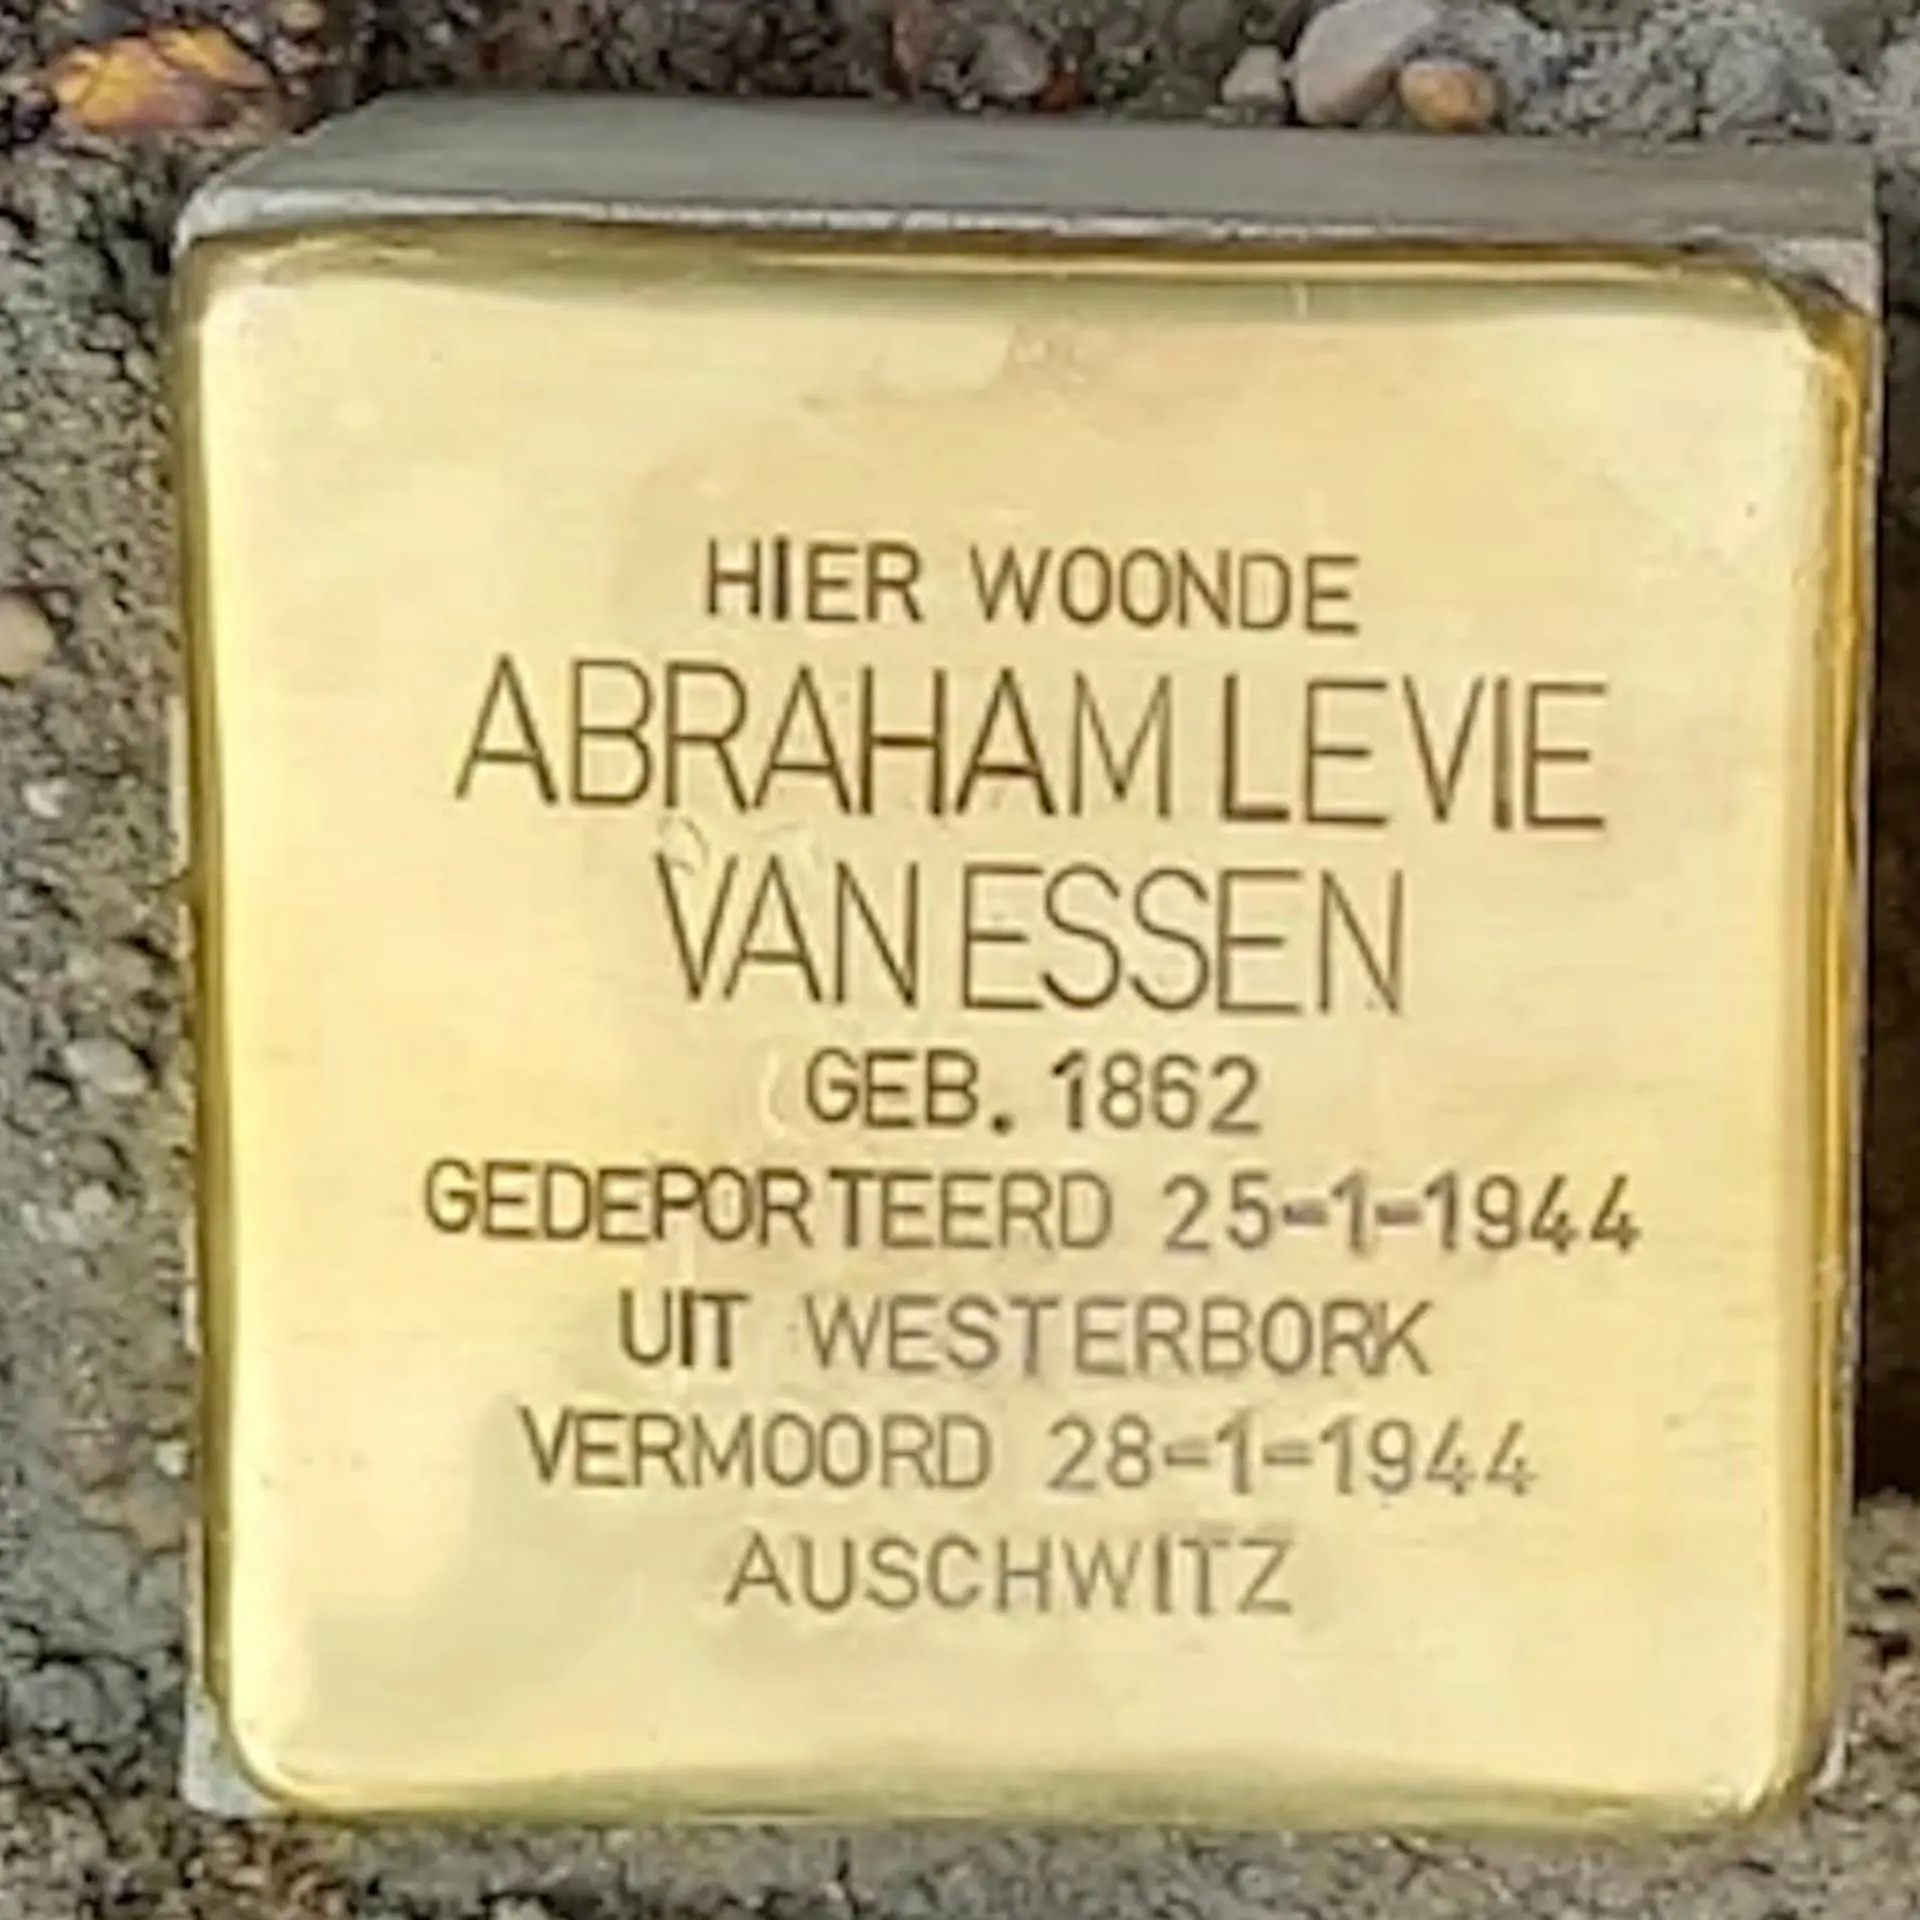 HIER WOONDE
ABRAHAM LEVIE
VAN ESSEN
GEB. 1862
GEDEPORTEERD 25-1-1944
UIT WESTERBORK
VERMOORD 28-1-1944
AUSCHWITZ